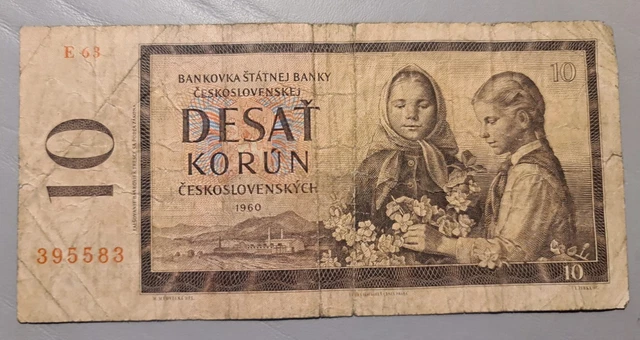 E 63
BANKOVKA ŠTÁTNEJ BANKY
ČESKOSLOVENSKEJ
DESAŤ
KORÚN
ČESKOSLOVENSKÝCH
1960
10
10
395583
10